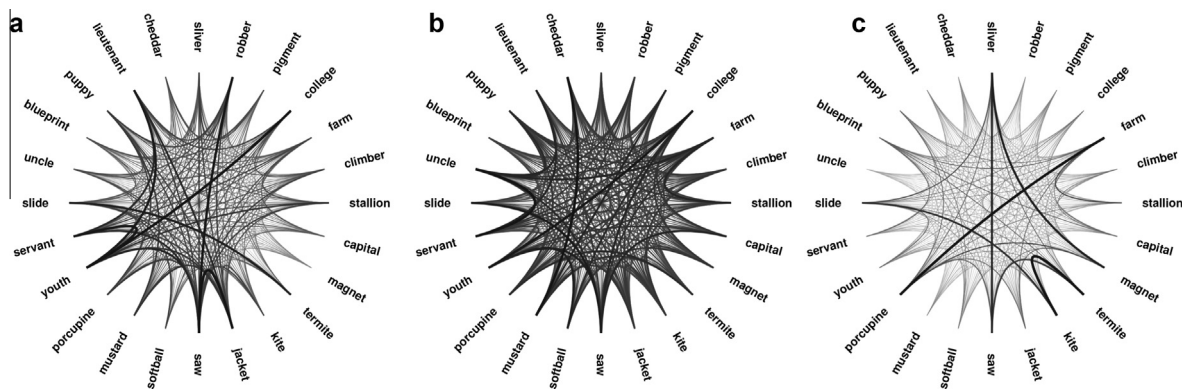 a
sliver
robber
pigment
college
farm
climber
stallion
capital
magnet
termite
kite
jacket
saw
softball
mustard
porcupine
youth
servant
slide
uncle
blueprint
puppy
lieutenant
cheddar
b
sliver
robber
pigment
college
farm
climber
stallion
capital
magnet
termite
kite
jacket
saw
softball
mustard
porcupine
youth
servant
slide
uncle
blueprint
puppy
lieutenant
cheddar
c
sliver
robber
pigment
college
farm
climber
stallion
capital
magnet
termite
kite
jacket
saw
softball
mustard
porcupine
youth
servant
slide
uncle
blueprint
puppy
lieutenant
cheddar